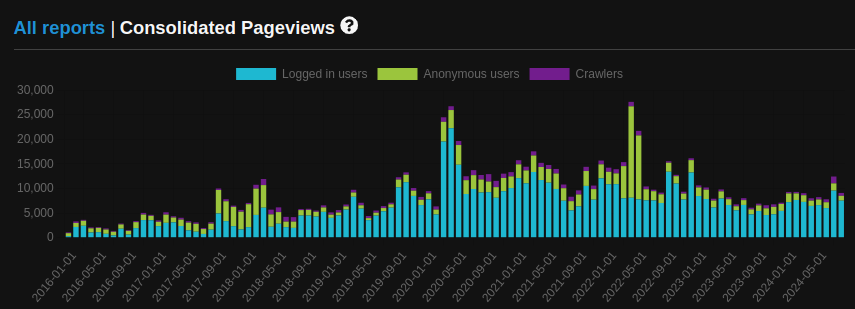 All reports | Consolidated Pageviews ?
Logged in users Anonymous users Crawlers
30,000
25,000
20,000
15,000
10,000
5,000
0
2016-01-01 2016-05-01 2016-09-01 2017-01-01 2017-05-01 2017-09-01 2018-01-01 2018-05-01 2018-09-01 2019-01-01 2019-05-01 2019-09-01 2020-01-01 2020-05-01 2020-09-01 2021-01-01 2021-05-01 2021-09-01 2022-01-01 2022-05-01 2022-09-01 2023-01-01 2023-05-01 2023-09-01 2024-01-01 2024-05-01